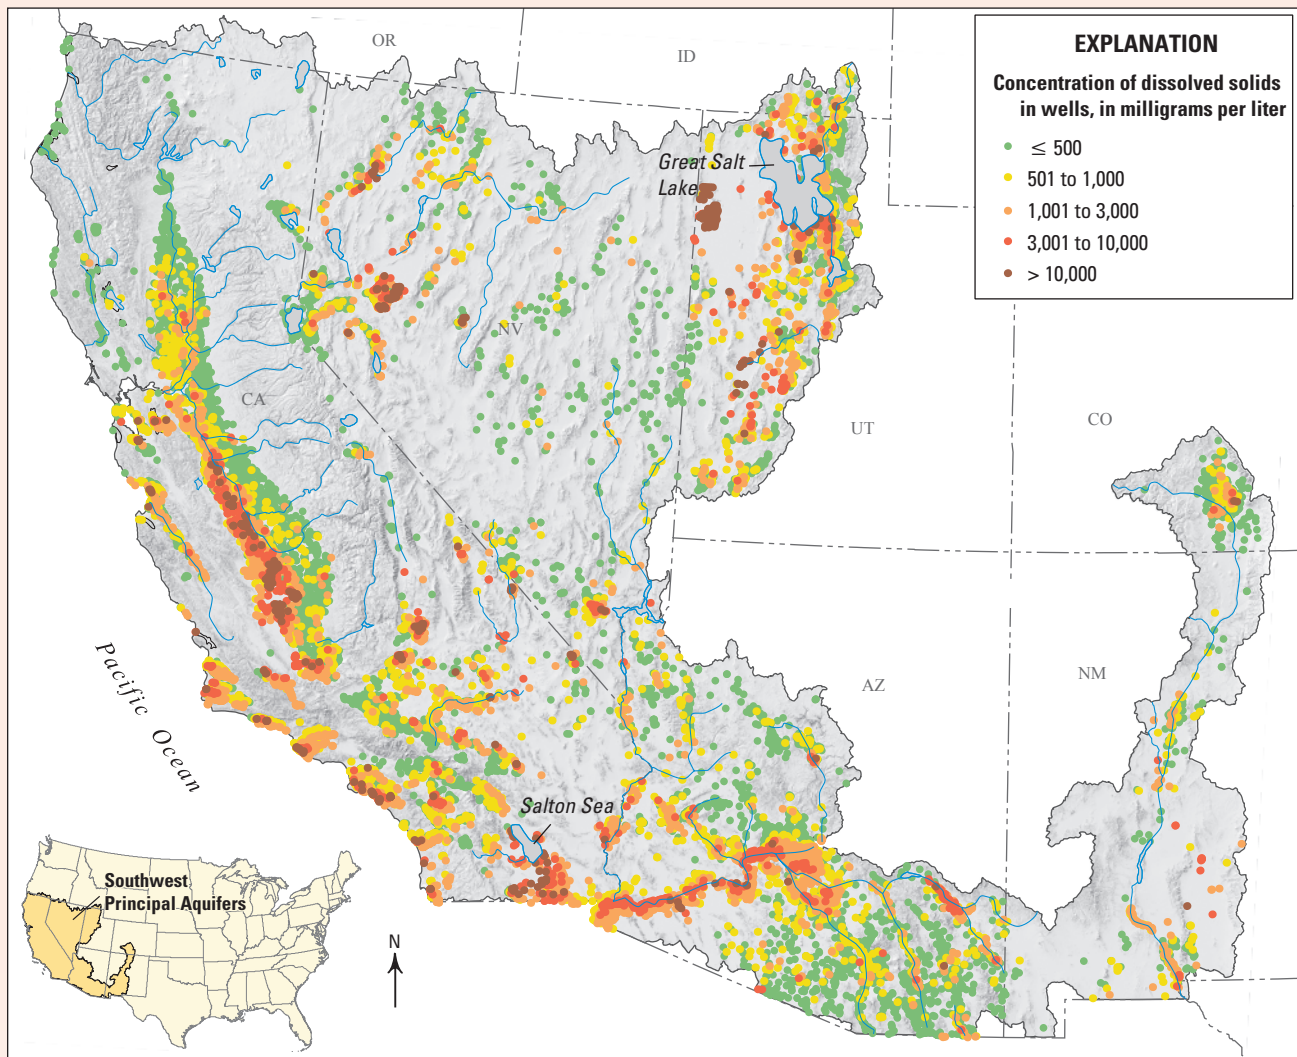 EXPLANATION
Concentration of dissolved solids
in wells, in milligrams per liter
≤ 500
501 to 1,000
1,001 to 3,000
3,001 to 10,000
> 10,000
OR
ID
Great Salt
Lake
NV
CA
UT
CO
AZ
NM
Pacific Ocean
Salton Sea
Southwest
Principal Aquifers
N